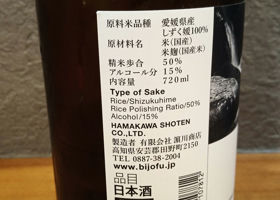 原料米品種 愛媛県産
しずく媛100%
原材料名 米(国産)
米麹(国産米)
精米歩合 50%
アルコール分 15%
内容量 720ml
Type of Sake
Rice/Shizukuhime
Rice Polishing Ratio/50%
Alcohol/15%
HAMAKAWA SHOTEN
CO.,LTD.
製造者 有限会社 濵川商店
高知県安芸郡田野町2150
TEL 0887-38-2004
www.bijofu.jp
品目
日本酒